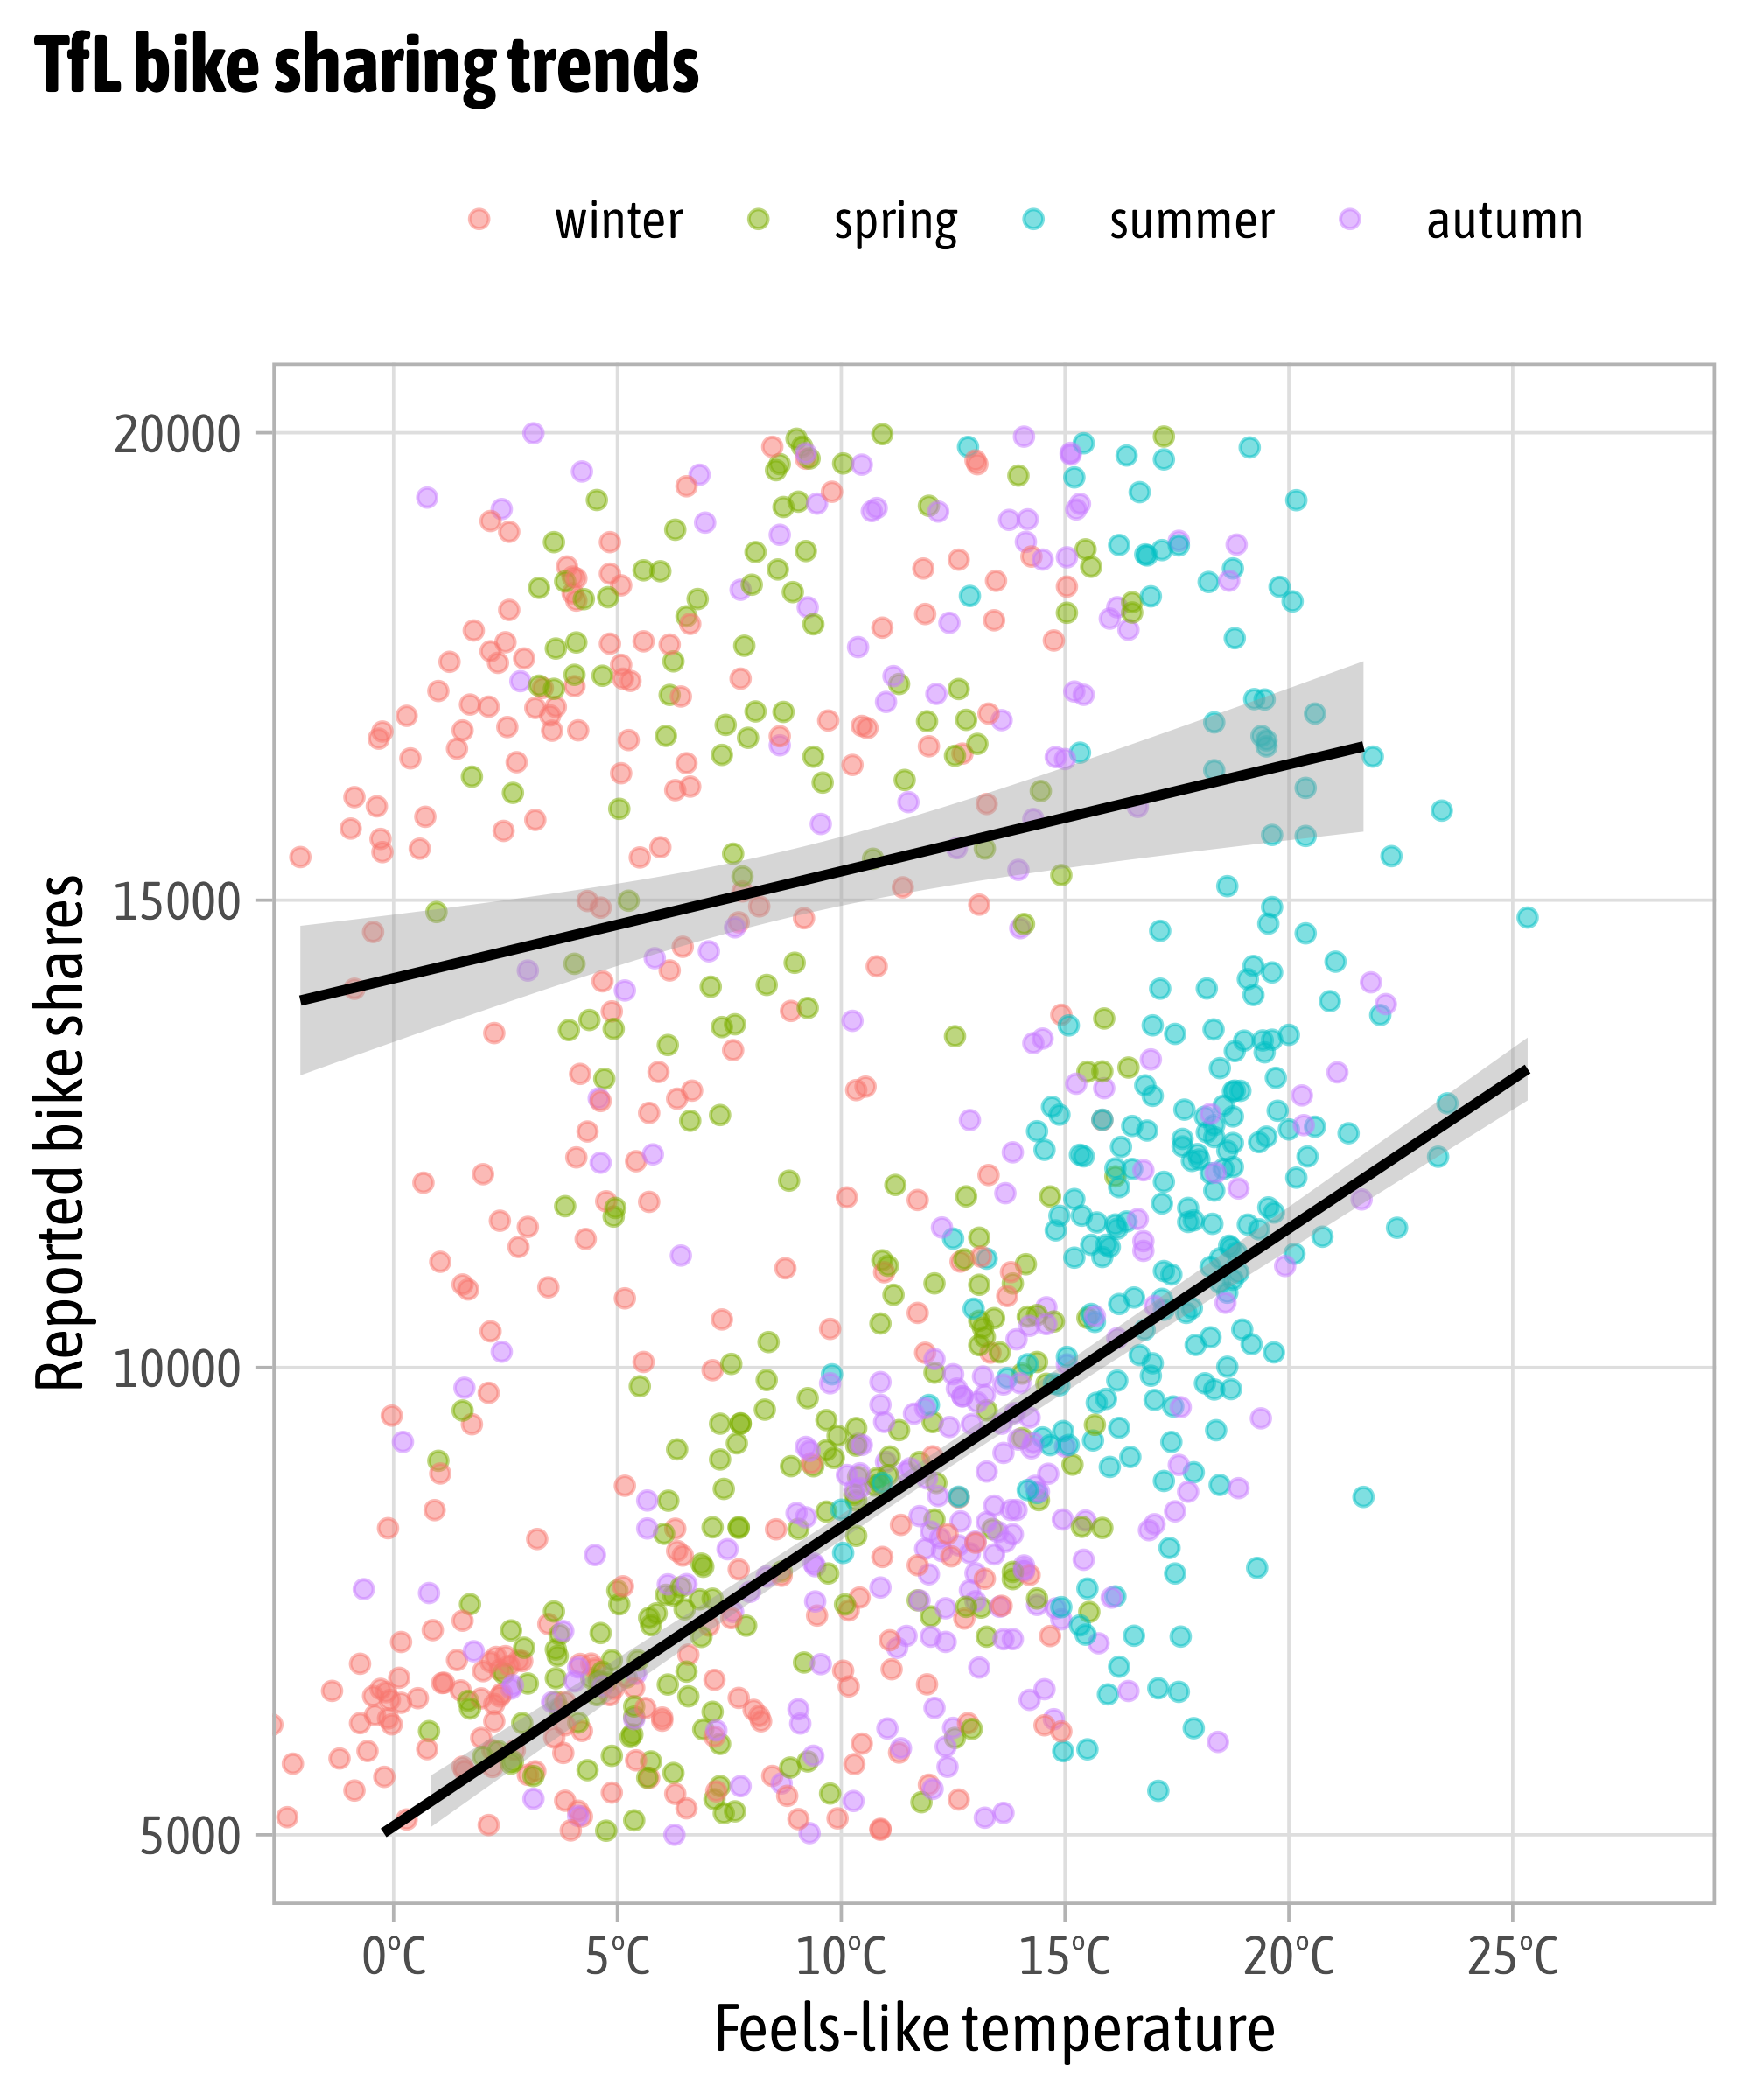 TfL bike sharing trends
winter spring summer autumn
20000
15000
10000
5000
Reported bike shares
0°C 5°C 10°C 15°C 20°C 25°C
Feels-like temperature